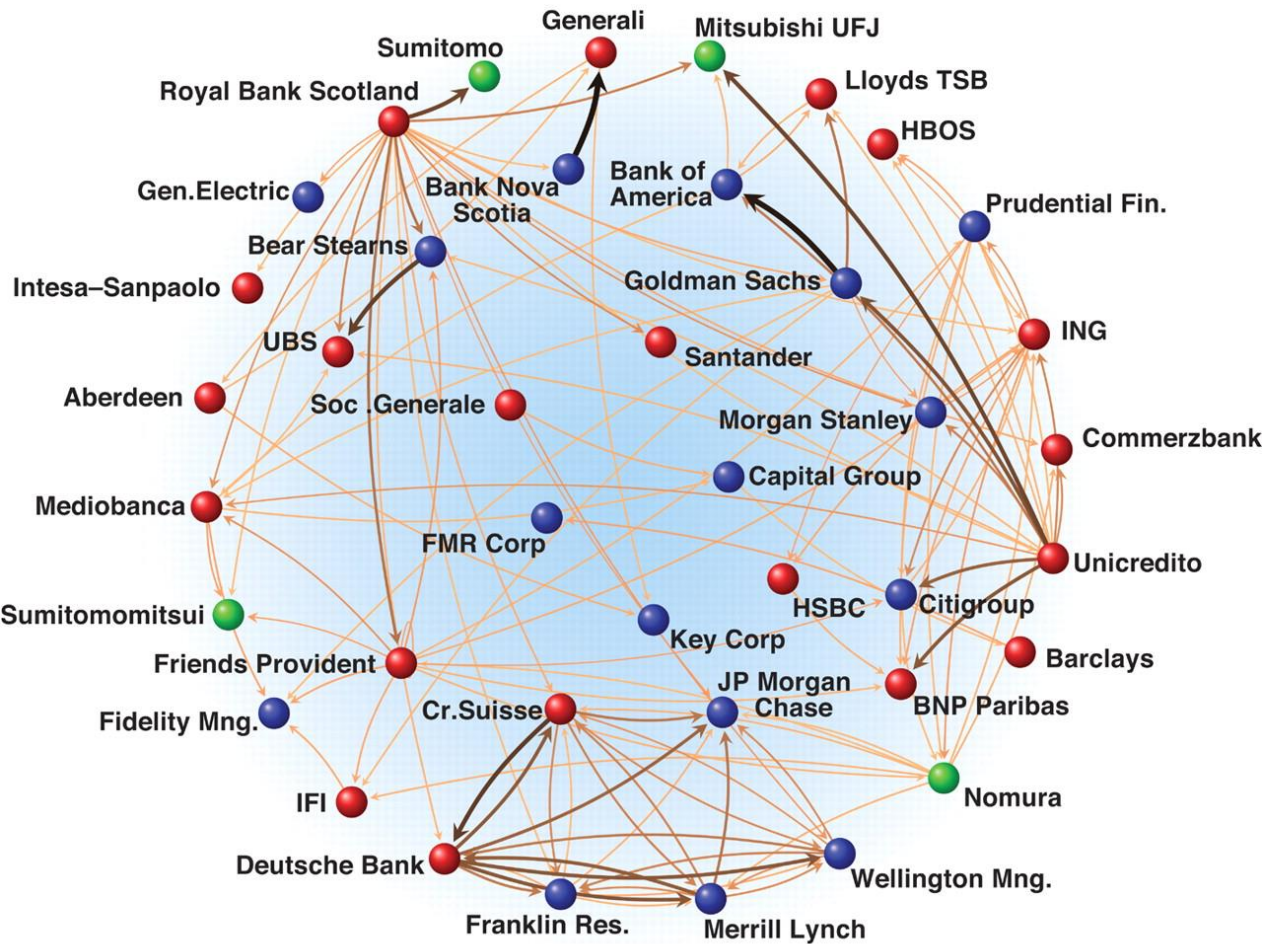 Generali
Mitsubishi UFJ
Sumitomo
Royal Bank Scotland
Lloyds TSB
HBOS
Gen.Electric
Bank Nova
Scotia
Bank of
America
Prudential Fin.
Bear Stearns
Goldman Sachs
Intesa–Sanpaolo
UBS
Santander
ING
Aberdeen
Soc .Generale
Morgan Stanley
Commerzbank
Capital Group
Mediobanca
FMR Corp
Unicredito
HSBC
Citigroup
Sumitomomitsui
Key Corp
Friends Provident
Barclays
Cr.Suisse
JP Morgan
Chase
BNP Paribas
Fidelity Mng.
IFI
Nomura
Deutsche Bank
Wellington Mng.
Franklin Res.
Merrill Lynch